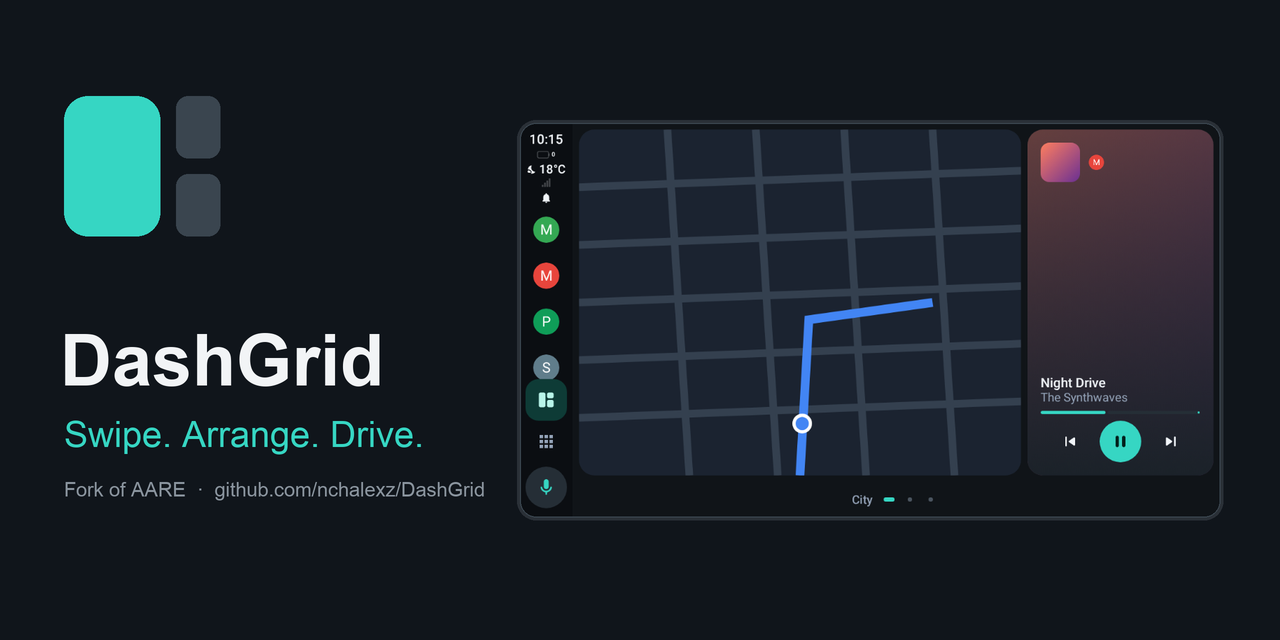 DashGrid
Swipe. Arrange. Drive.
Fork of AARE · github.com/nchalexz/DashGrid
10:15
0
18°C
M
M
P
S
M
Night Drive
The Synthwaves
City